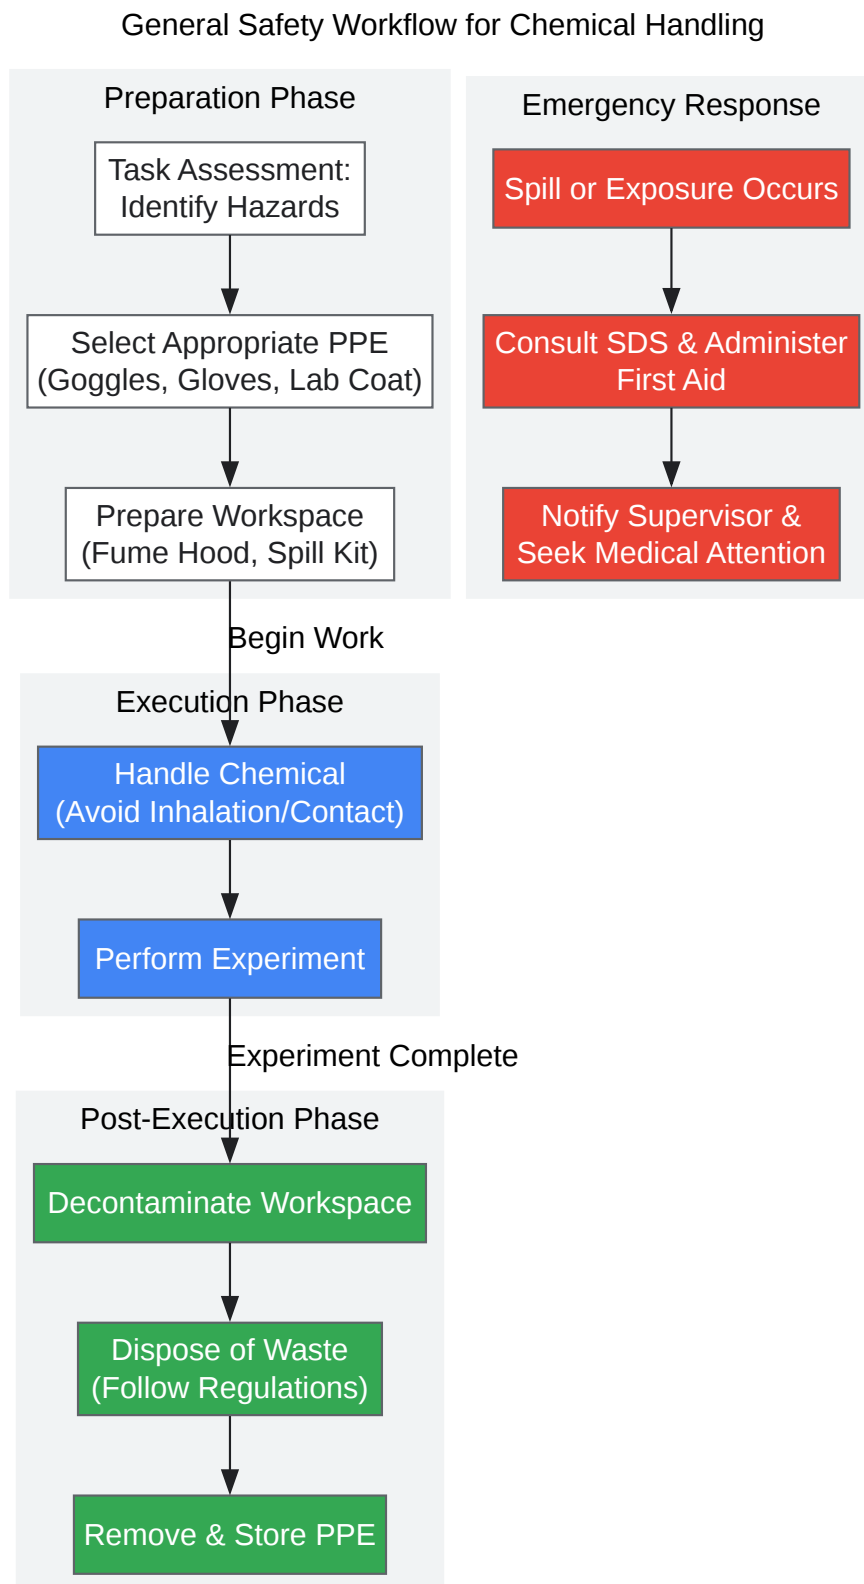 General Safety Workflow for Chemical Handling
Preparation Phase
Task Assessment:
Identify Hazards
Select Appropriate PPE
(Goggles, Gloves, Lab Coat)
Prepare Workspace
(Fume Hood, Spill Kit)
Begin Work
Execution Phase
Handle Chemical
(Avoid Inhalation/Contact)
Perform Experiment
Experiment Complete
Post-Execution Phase
Decontaminate Workspace
Dispose of Waste
(Follow Regulations)
Remove & Store PPE
Emergency Response
Spill or Exposure Occurs
Consult SDS & Administer
First Aid
Notify Supervisor &
Seek Medical Attention